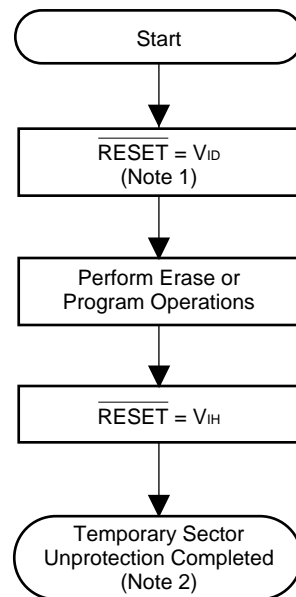 Start
RESET = VID
(Note 1)
Perform Erase or
Program Operations
RESET = VIH
Temporary Sector
Unprotection Completed
(Note 2)